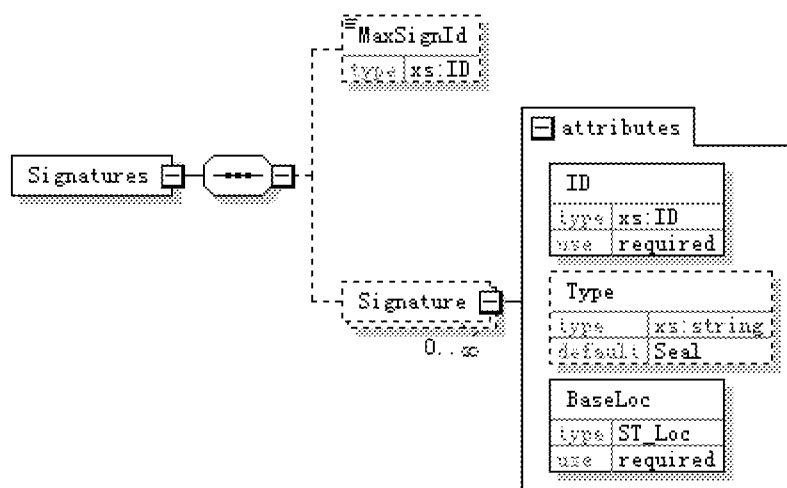 MaxSignId
type xs:ID
Signatures
attributes
ID
type xs:ID
use required
Signature
0..∞
Type
type xs:string
default Seal
BaseLoc
type ST_Loc
use required